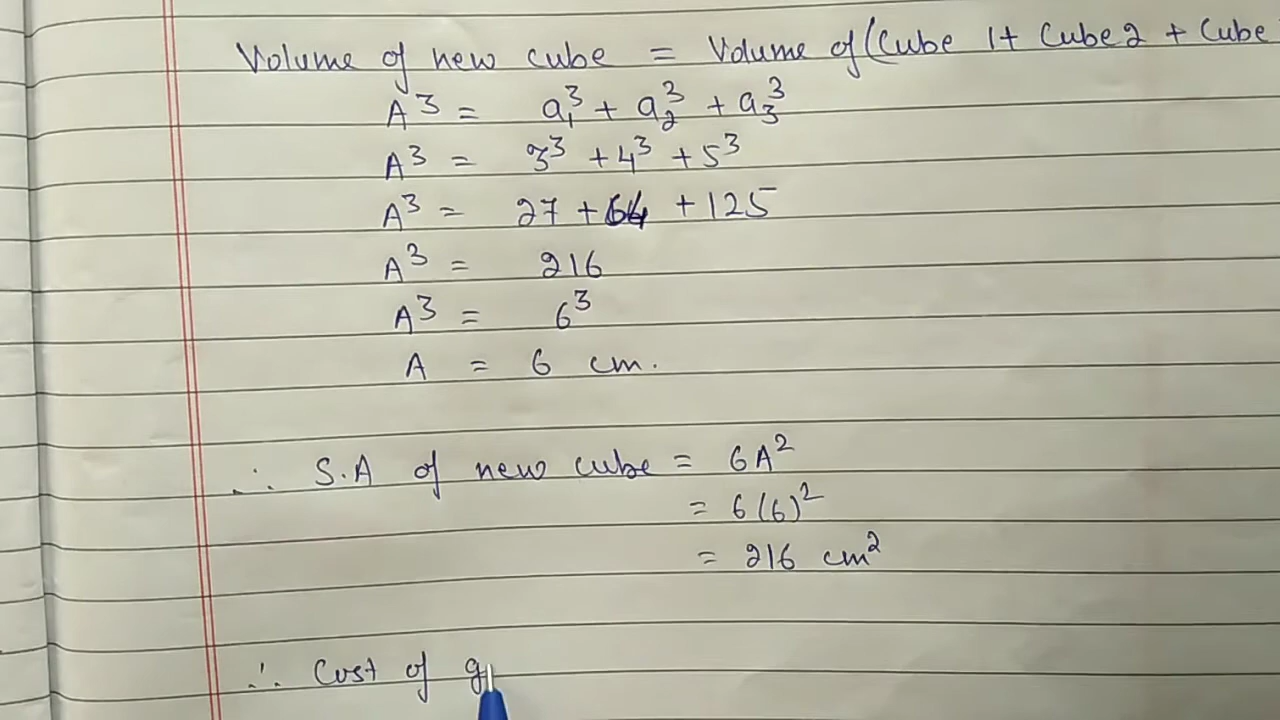 Volume of new cube = Volume of (Cube 1+ Cube2 + Cube
A³ = a₁³ + a₂³ + a₃³
A³ = 3³ + 4³ + 5³
A³ = 27 + 64 + 125
A³ = 216
A³ = 6³
A = 6 cm.
∴ S.A of new cube = 6A²
= 6(6)²
= 216 cm²
∴ Cost of